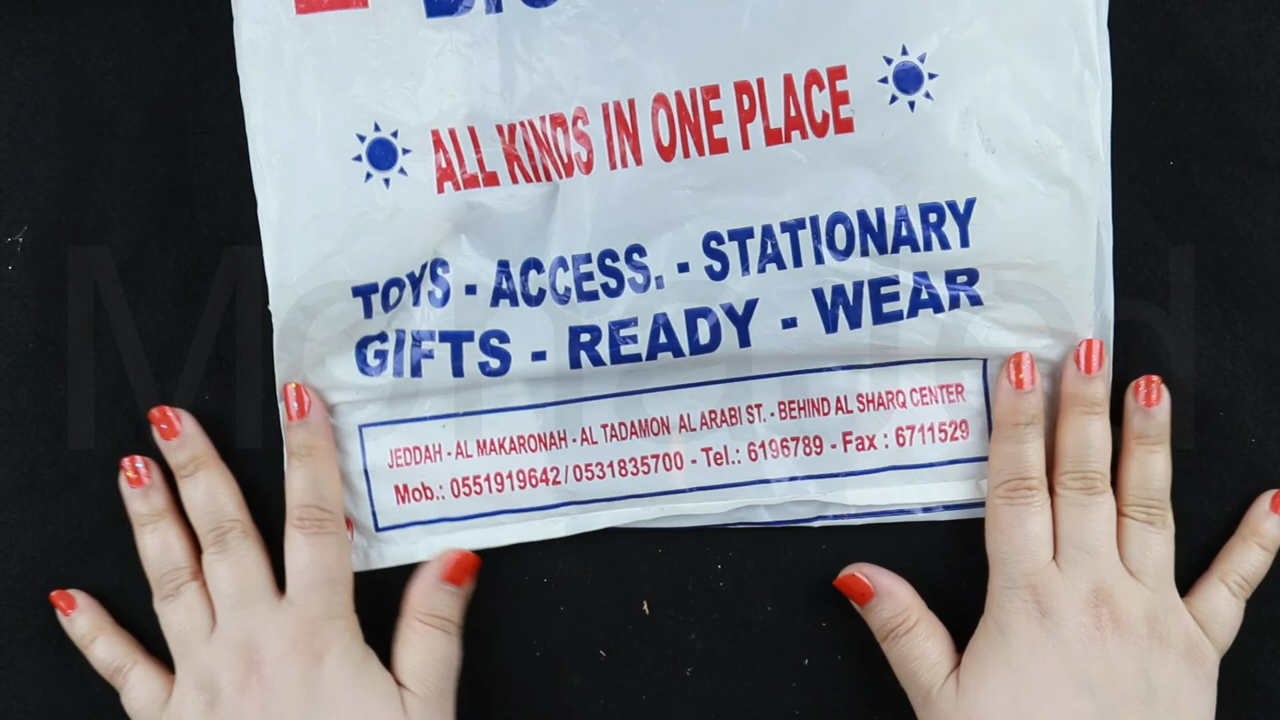 ALL KINDS IN ONE PLACE
TOYS - ACCESS. - STATIONARY
GIFTS - READY - WEAR
JEDDAH - AL MAKARONAH - AL TADAMON AL ARABI ST. - BEHIND AL SHARQ CENTER
Mob.: 0551919642/0531835700 - Tel.: 6196789 - Fax : 6711529